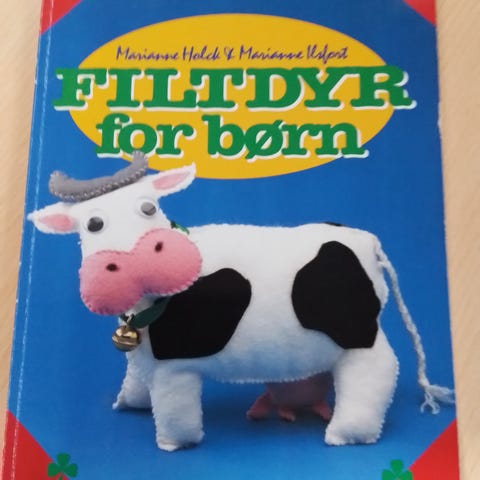 Marianne Holck & Marianne Ilsfort
FILTDYR
for børn